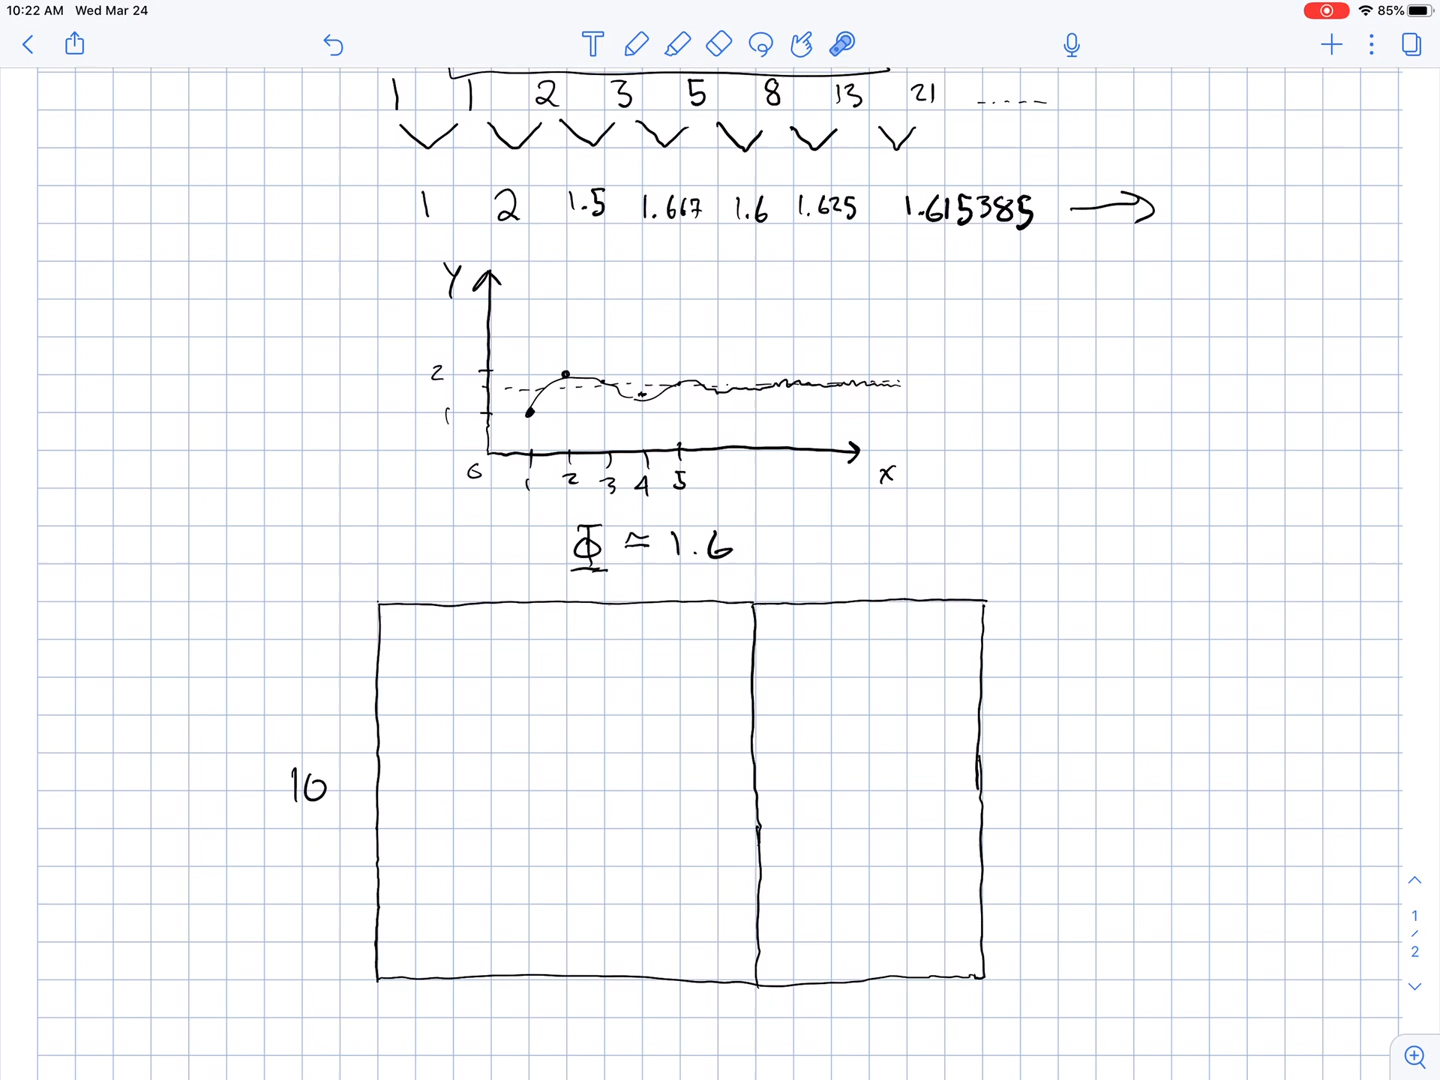 10:22 AM Wed Mar 24
85%
T
1 1 2 3 5 8 13 21 .....
1 2 1.5 1.667 1.6 1.625 1.615385
Y
2
1
0 1 2 3 4 5 x
Φ ≈ 1.6
10
1
/
2